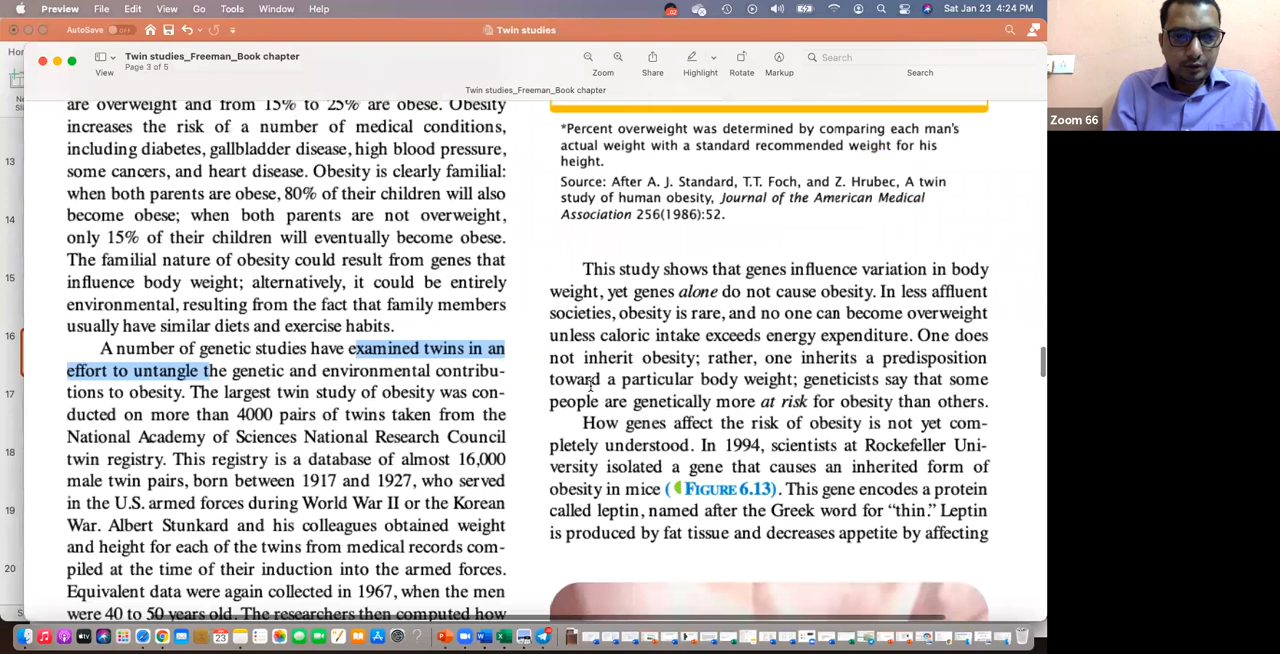 Preview File Edit View Go Tools Window Help Sat Jan 23 4:24 PM
AutoSave OFF Twin studies
Twin studies_Freeman_Book chapter
Page 3 of 5
View Zoom Share Highlight Rotate Markup Search
Search
Twin studies_Freeman_Book chapter
13
14
15
16
17
18
19
20
are overweight and from 15% to 25% are obese. Obesity
increases the risk of a number of medical conditions,
including diabetes, gallbladder disease, high blood pressure,
some cancers, and heart disease. Obesity is clearly familial:
when both parents are obese, 80% of their children will also
become obese; when both parents are not overweight,
only 15% of their children will eventually become obese.
The familial nature of obesity could result from genes that
influence body weight; alternatively, it could be entirely
environmental, resulting from the fact that family members
usually have similar diets and exercise habits.
A number of genetic studies have examined twins in an
effort to untangle the genetic and environmental contribu-
tions to obesity. The largest twin study of obesity was con-
ducted on more than 4000 pairs of twins taken from the
National Academy of Sciences National Research Council
twin registry. This registry is a database of almost 16,000
male twin pairs, born between 1917 and 1927, who served
in the U.S. armed forces during World War II or the Korean
War. Albert Stunkard and his colleagues obtained weight
and height for each of the twins from medical records com-
piled at the time of their induction into the armed forces.
Equivalent data were again collected in 1967, when the men
were 40 to 50 years old. The researchers then computed how
*Percent overweight was determined by comparing each man's
actual weight with a standard recommended weight for his
height.
Source: After A. J. Standard, T.T. Foch, and Z. Hrubec, A twin
study of human obesity, Journal of the American Medical
Association 256(1986):52.
This study shows that genes influence variation in body
weight, yet genes alone do not cause obesity. In less affluent
societies, obesity is rare, and no one can become overweight
unless caloric intake exceeds energy expenditure. One does
not inherit obesity; rather, one inherits a predisposition
toward a particular body weight; geneticists say that some
people are genetically more at risk for obesity than others.
How genes affect the risk of obesity is not yet com-
pletely understood. In 1994, scientists at Rockefeller Uni-
versity isolated a gene that causes an inherited form of
obesity in mice (FIGURE 6.13). This gene encodes a protein
called leptin, named after the Greek word for “thin.” Leptin
is produced by fat tissue and decreases appetite by affecting
Zoom 66